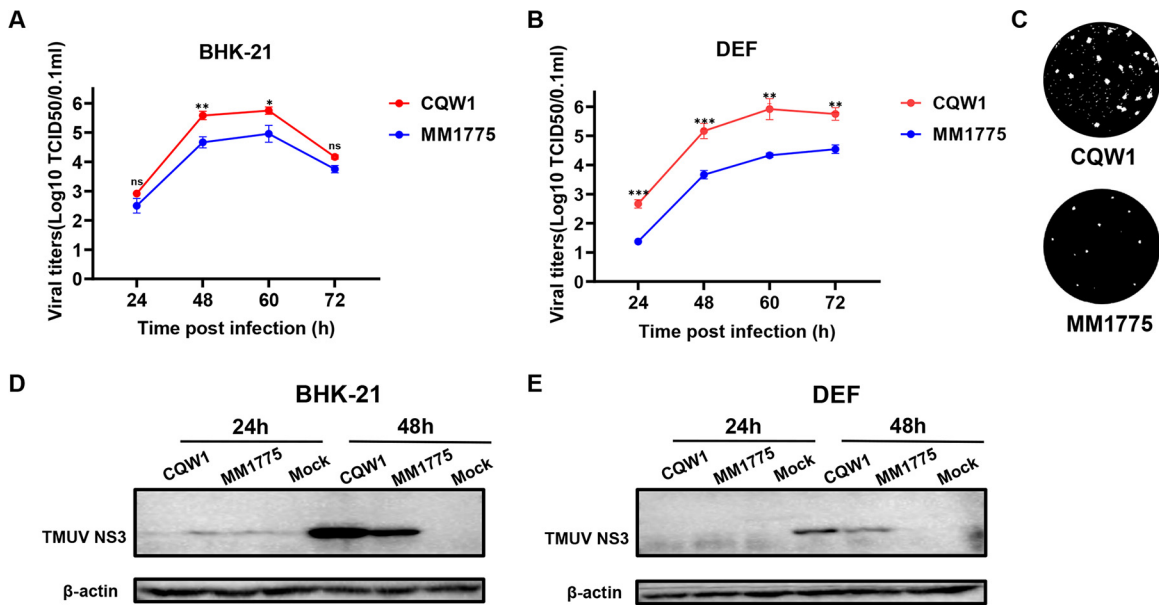 A
BHK-21
Viral titers(Log10 TCID50/0.1ml)
6
5
4
3
2
1
0
ns
**
*
ns
24 48 60 72
Time post infection (h)
CQW1
MM1775
B
DEF
Viral titers(Log10 TCID50/0.1ml)
6
5
4
3
2
1
0
***
***
**
**
24 48 60 72
Time post infection (h)
CQW1
MM1775
C
CQW1
MM1775
D
BHK-21
24h 48h
CQW1 MM1775 Mock CQW1 MM1775 Mock
TMUV NS3
β-actin
E
DEF
24h 48h
CQW1 MM1775 Mock CQW1 MM1775 Mock
TMUV NS3
β-actin